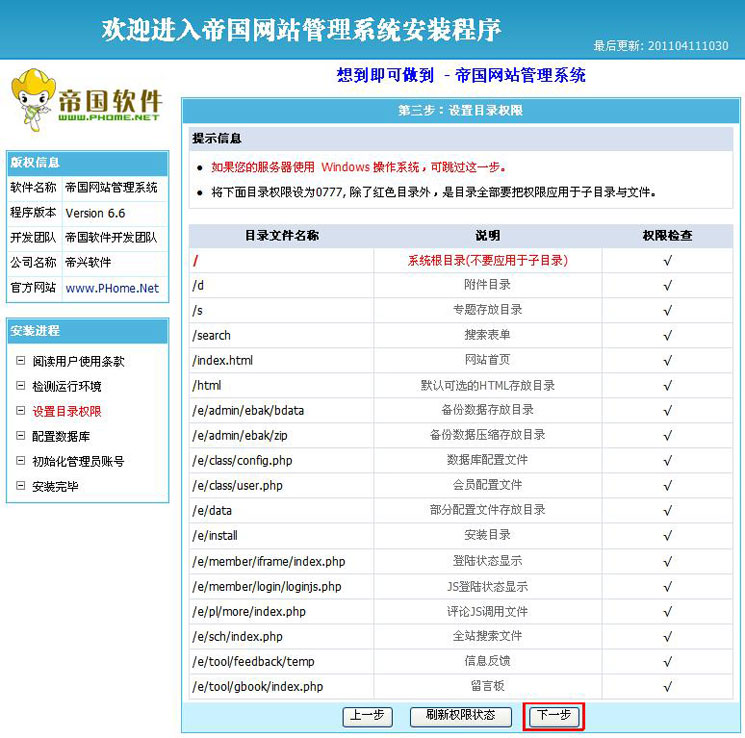 欢迎进入帝国网站管理系统安装程序
最后更新: 201104111030
帝国软件
WWW.PHOME.NET
想到即可做到 - 帝国网站管理系统
版权信息
软件名称 帝国网站管理系统
程序版本 Version 6.6
开发团队 帝国软件开发团队
公司名称 帝兴软件
官方网站 www.PHome.Net
安装进程
阅读用户使用条款
检测运行环境
设置目录权限
配置数据库
初始化管理员账号
安装完毕
第三步：设置目录权限
提示信息
• 如果您的服务器使用 Windows 操作系统，可跳过这一步。
• 将下面目录权限设为0777, 除了红色目录外，是目录全部要把权限应用于子目录与文件。
目录文件名称 说明 权限检查
/ 系统根目录(不要应用于子目录) √
/d 附件目录 √
/s 专题存放目录 √
/search 搜索表单 √
/index.html 网站首页 √
/html 默认可选的HTML存放目录 √
/e/admin/ebak/bdata 备份数据存放目录 √
/e/admin/ebak/zip 备份数据压缩存放目录 √
/e/class/config.php 数据库配置文件 √
/e/class/user.php 会员配置文件 √
/e/data 部分配置文件存放目录 √
/e/install 安装目录 √
/e/member/iframe/index.php 登陆状态显示 √
/e/member/login/loginjs.php JS登陆状态显示 √
/e/pl/more/index.php 评论JS调用文件 √
/e/sch/index.php 全站搜索文件 √
/e/tool/feedback/temp 信息反馈 √
/e/tool/gbook/index.php 留言板 √
上一步 刷新权限状态 下一步